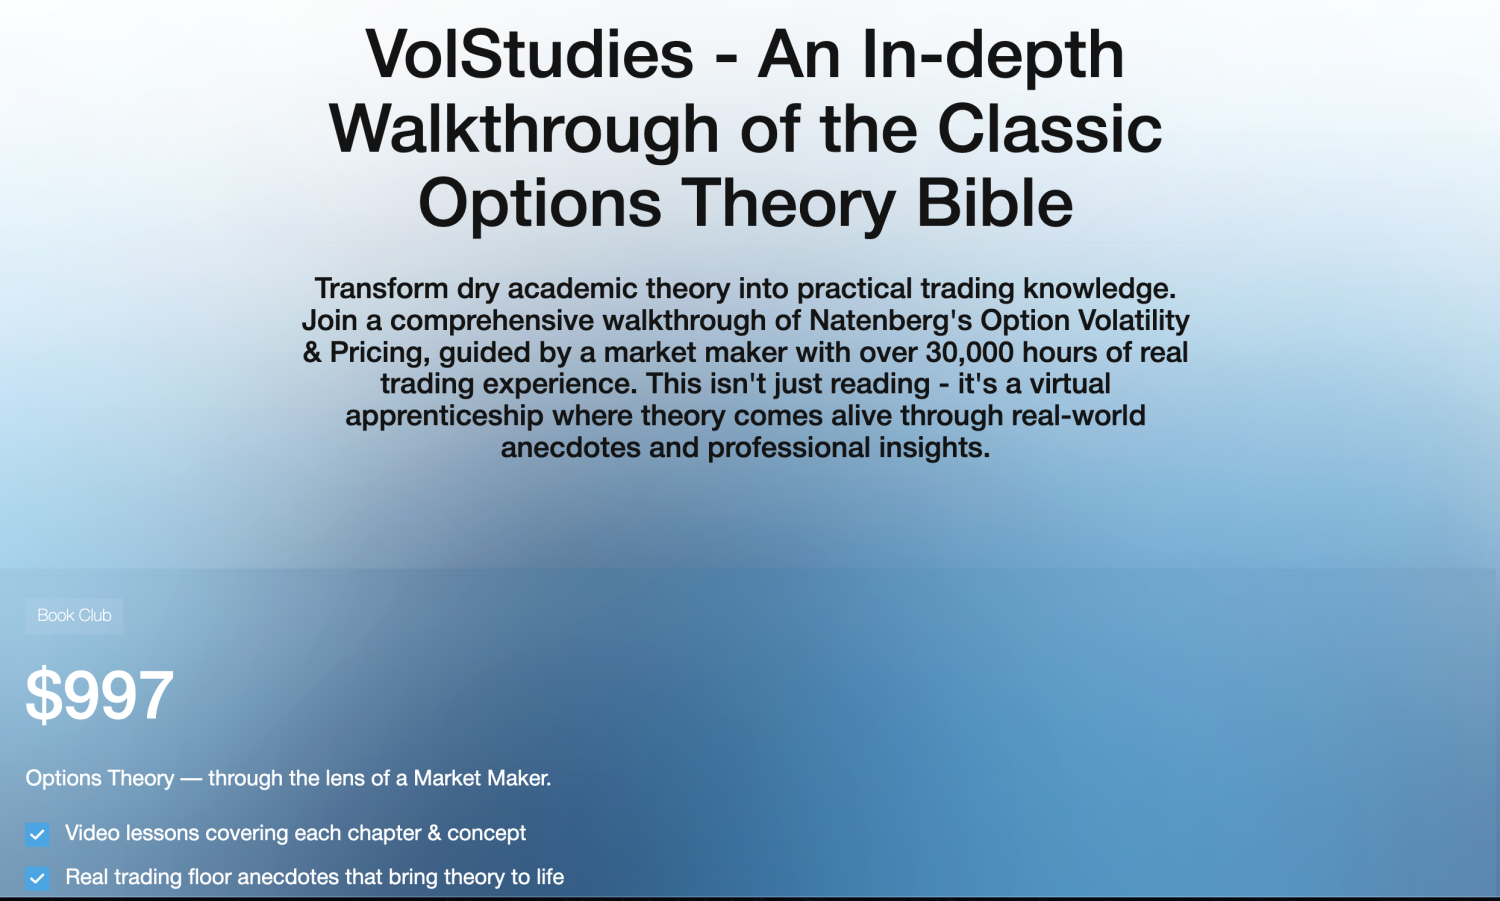 VolStudies - An In-depth
Walkthrough of the Classic
Options Theory Bible
Transform dry academic theory into practical trading knowledge.
Join a comprehensive walkthrough of Natenberg's Option Volatility
& Pricing, guided by a market maker with over 30,000 hours of real
trading experience. This isn't just reading - it's a virtual
apprenticeship where theory comes alive through real-world
anecdotes and professional insights.
Book Club
$997
Options Theory — through the lens of a Market Maker.
Video lessons covering each chapter & concept
Real trading floor anecdotes that bring theory to life